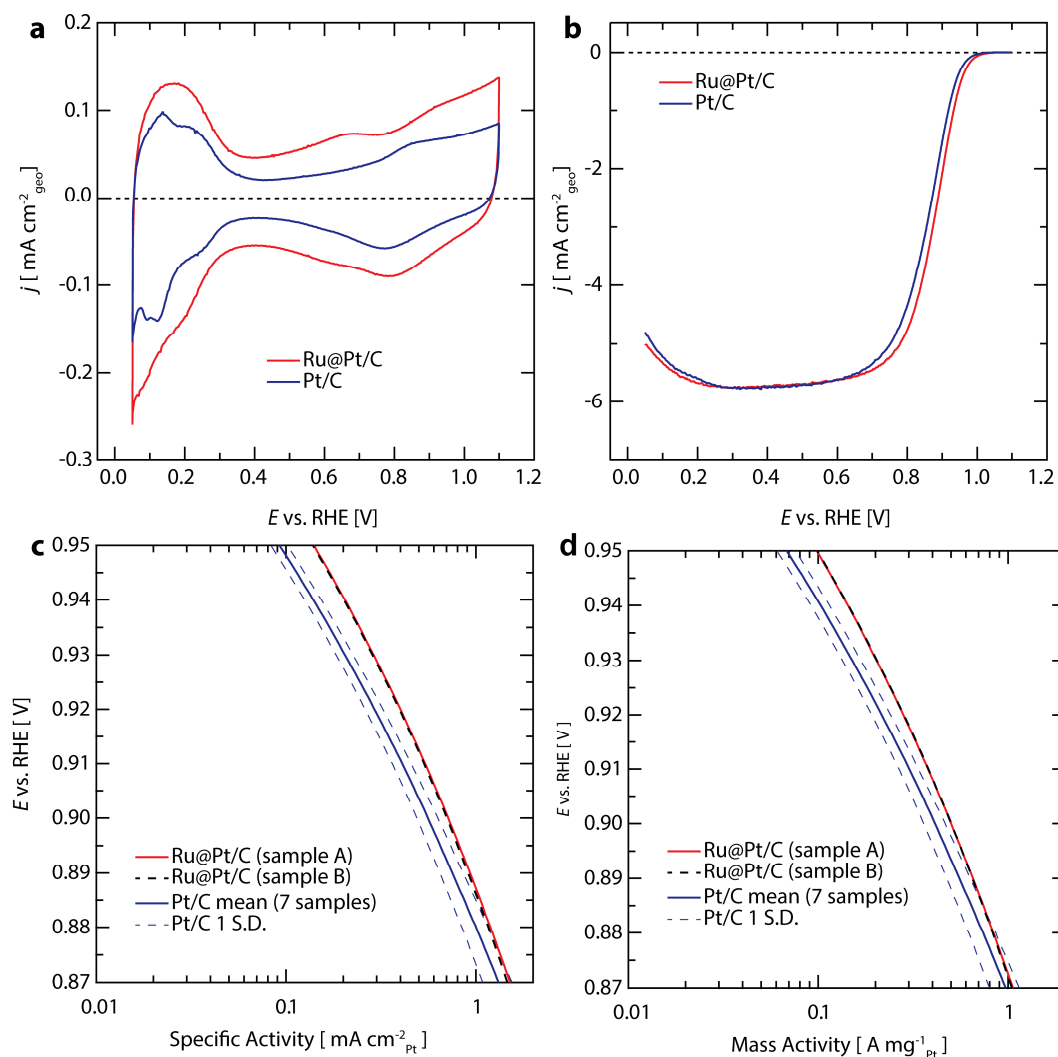 a
0.2
0.1
0.0
-0.1
-0.2
-0.3
j [ mA cm-2geo]
Ru@Pt/C
Pt/C
0.0 0.2 0.4 0.6 0.8 1.0 1.2
E vs. RHE [V]
b
0
-2
-4
-6
j [ mA cm-2geo]
Ru@Pt/C
Pt/C
0.0 0.2 0.4 0.6 0.8 1.0 1.2
E vs. RHE [V]
c
0.95
0.94
0.93
0.92
0.91
0.90
0.89
0.88
0.87
E vs. RHE [ V]
Ru@Pt/C (sample A)
Ru@Pt/C (sample B)
Pt/C mean (7 samples)
Pt/C 1 S.D.
0.01 0.1 1
Specific Activity [ mA cm-2Pt]
d
0.95
0.94
0.93
0.92
0.91
0.90
0.89
0.88
0.87
E vs. RHE [ V ]
Ru@Pt/C (sample A)
Ru@Pt/C (sample B)
Pt/C mean (7 samples)
Pt/C 1 S.D.
0.01 0.1 1
Mass Activity [ A mg-1Pt]